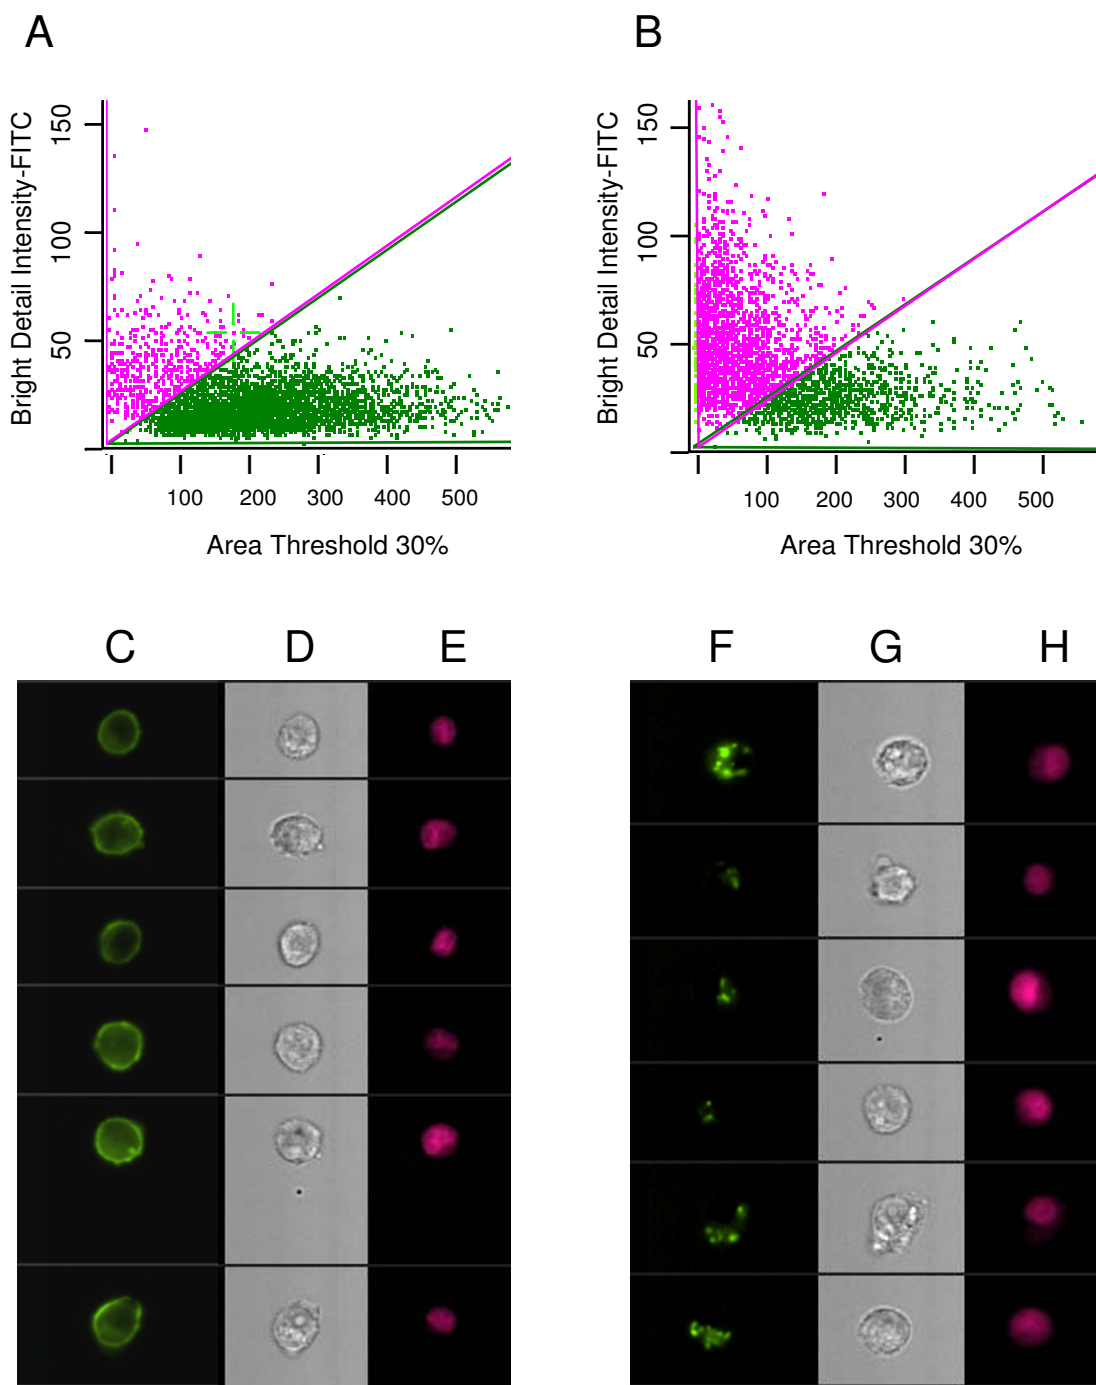 A
B
Bright Detail Intensity-FITC
150
100
50
100 200 300 400 500
Area Threshold 30%
Bright Detail Intensity-FITC
150
100
50
100 200 300 400 500
Area Threshold 30%
C D E
F G H